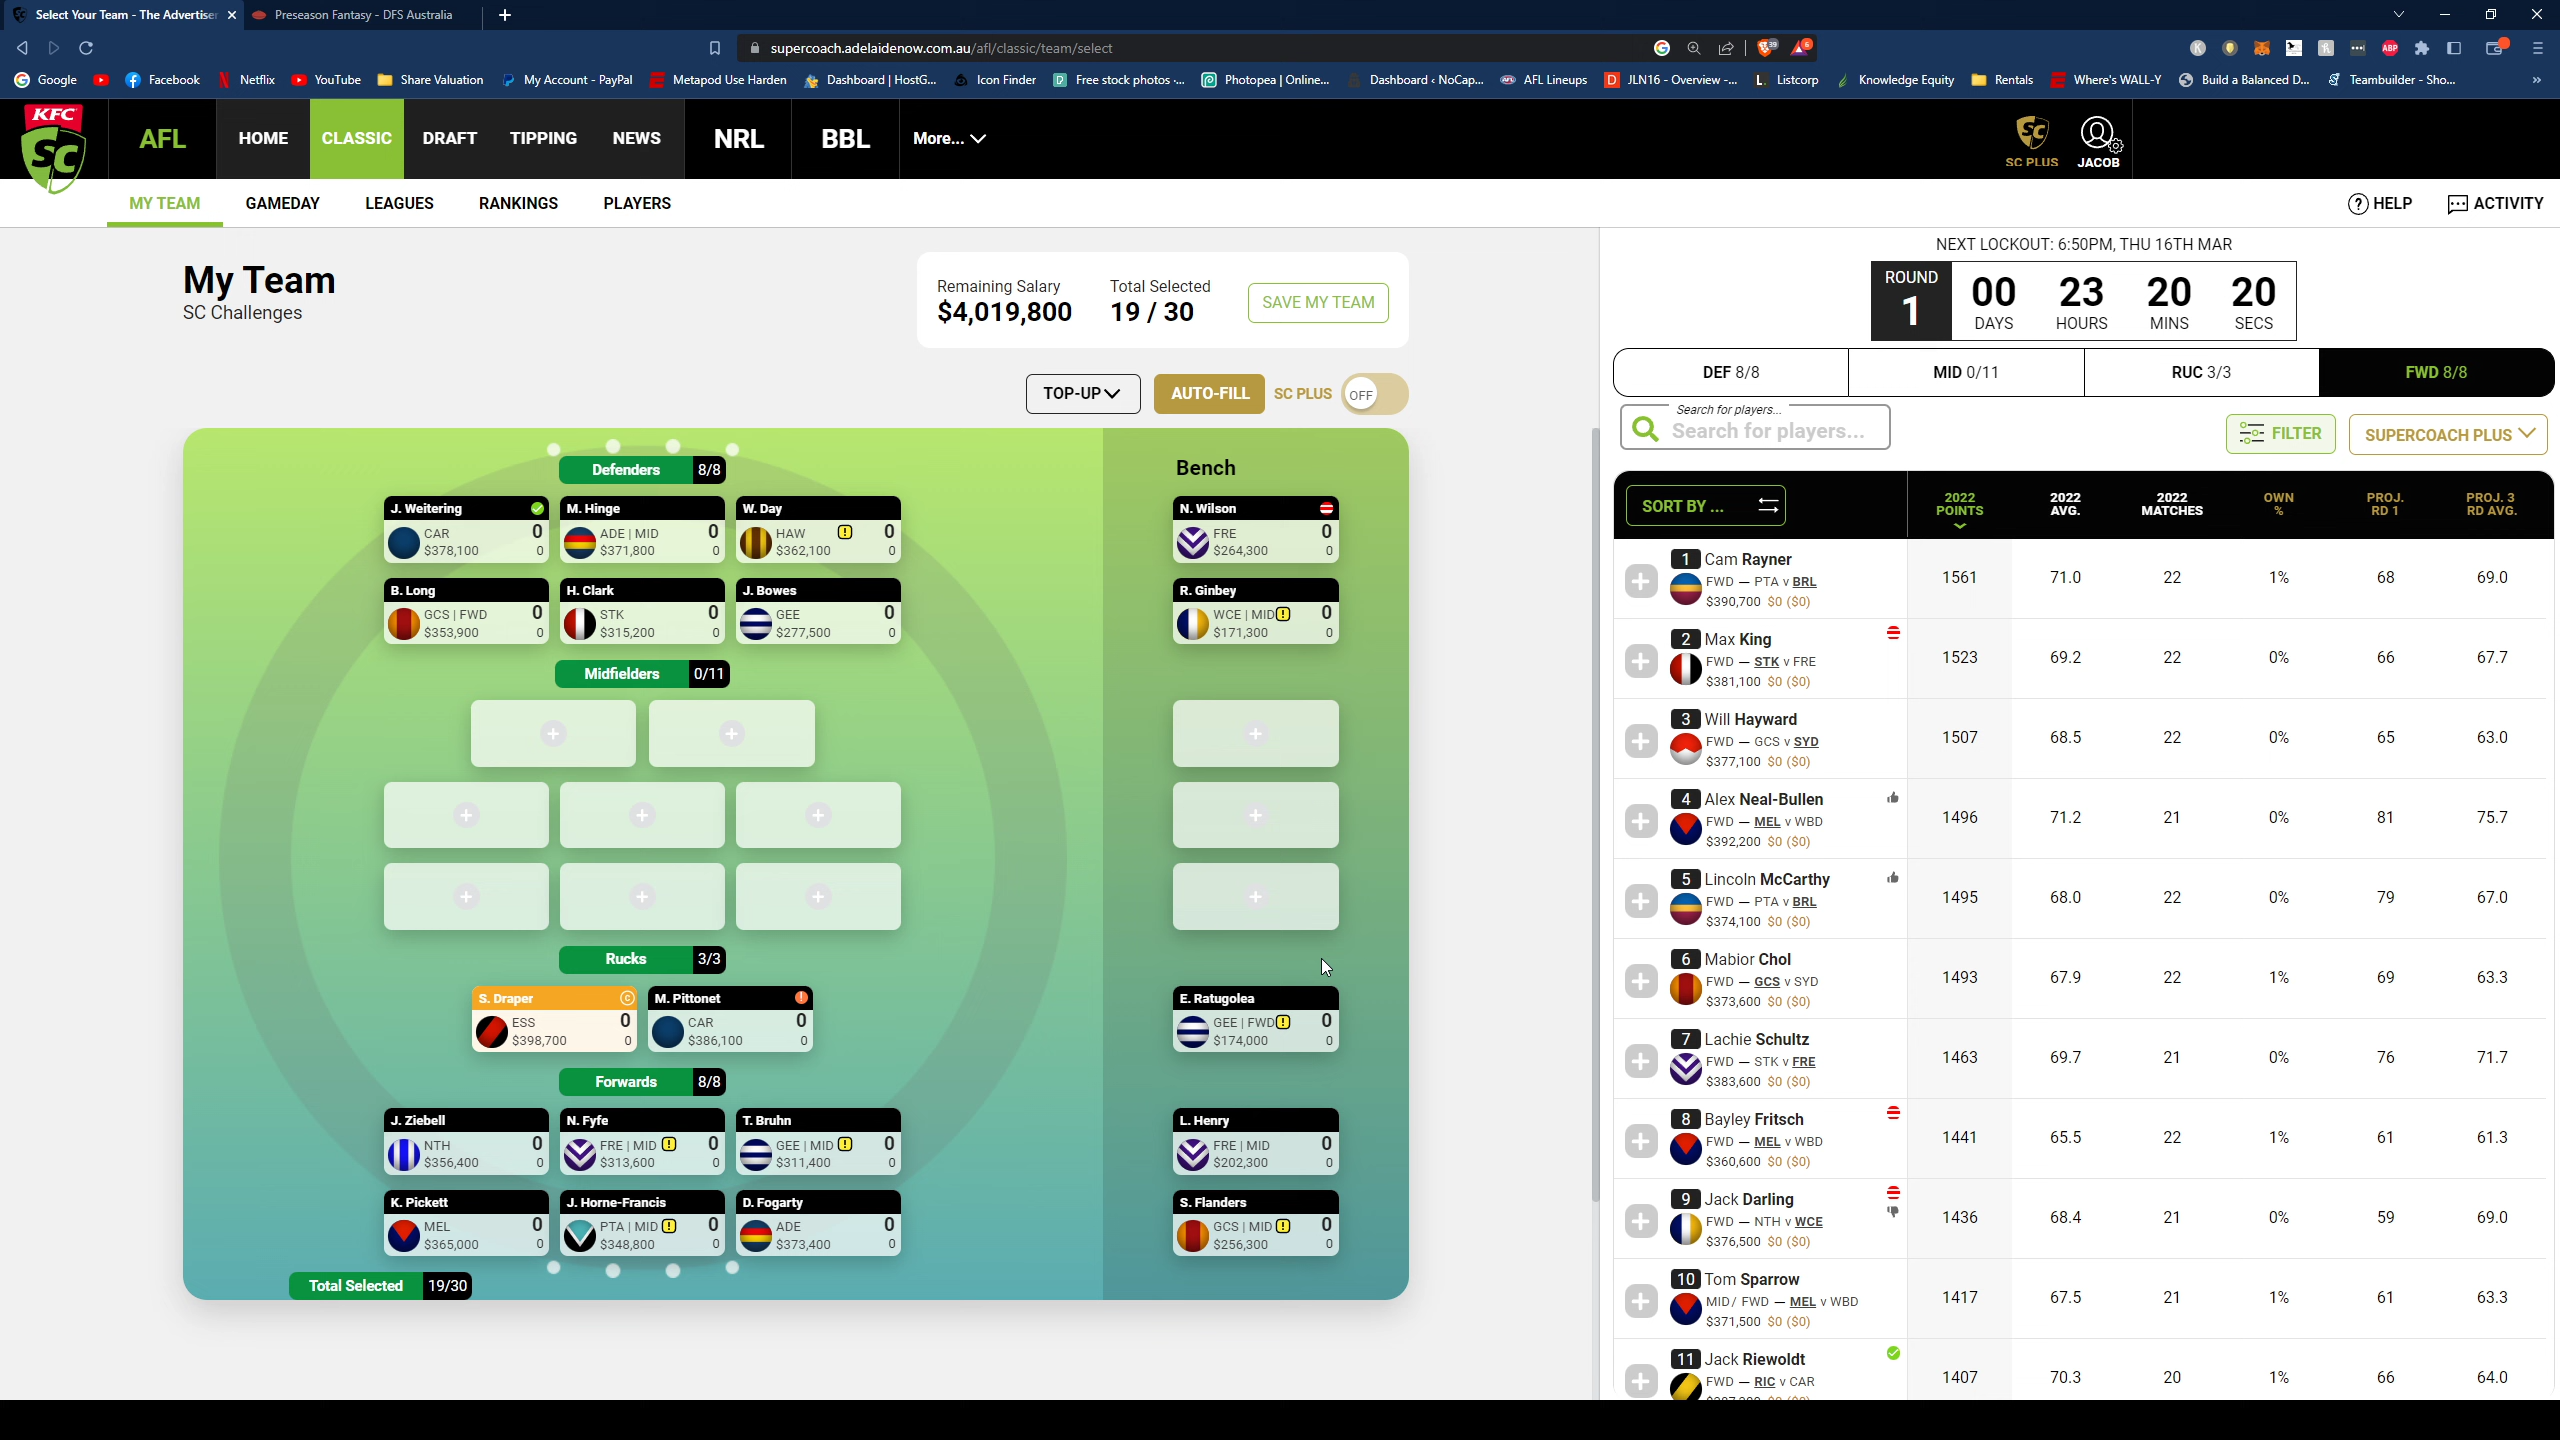 Select Your Team - The Advertiser
Preseason Fantasy - DFS Australia
supercoach.adelaidenow.com.au/afl/classic/team/select
Google
Facebook
Netflix
YouTube
Share Valuation
My Account - PayPal
Metapod Use Harden
Dashboard | HostG...
Icon Finder
Free stock photos ·...
Photopea | Online...
Dashboard ‹ NoCap...
AFL Lineups
JLN16 - Overview -...
Listcorp
Knowledge Equity
Rentals
Where's WALL-Y
Build a Balanced D...
Teambuilder - Sho...
KFC
SC
AFL
HOME
CLASSIC
DRAFT
TIPPING
NEWS
NRL
BBL
More...
SC PLUS
JACOB
MY TEAM
GAMEDAY
LEAGUES
RANKINGS
PLAYERS
HELP
ACTIVITY
My Team
SC Challenges
Remaining Salary
$4,019,800
Total Selected
19 / 30
SAVE MY TEAM
TOP-UP
AUTO-FILL
SC PLUS
OFF
Defenders 8/8
Bench
J. Weitering
CAR 0
$378,100 0
M. Hinge
ADE | MID 0
$371,800 0
W. Day
HAW 0
$362,100 0
N. Wilson
FRE 0
$264,300 0
B. Long
GCS | FWD 0
$353,900 0
H. Clark
STK 0
$315,200 0
J. Bowes
GEE 0
$277,500 0
R. Ginbey
WCE | MID 0
$171,300 0
Midfielders 0/11
Rucks 3/3
S. Draper
ESS 0
$398,700 0
M. Pittonet
CAR 0
$386,100 0
E. Ratugolea
GEE | FWD 0
$174,000 0
Forwards 8/8
J. Ziebell
NTH 0
$356,400 0
N. Fyfe
FRE | MID 0
$313,600 0
T. Bruhn
GEE | MID 0
$311,400 0
L. Henry
FRE | MID 0
$202,300 0
K. Pickett
MEL 0
$365,000 0
J. Horne-Francis
PTA | MID 0
$348,800 0
D. Fogarty
ADE 0
$373,400 0
S. Flanders
GCS | MID 0
$256,300 0
Total Selected 19/30
NEXT LOCKOUT: 6:50PM, THU 16TH MAR
ROUND 1
00 DAYS
23 HOURS
20 MINS
20 SECS
DEF 8/8
MID 0/11
RUC 3/3
FWD 8/8
Search for players...
Search for players...
FILTER
SUPERCOACH PLUS
SORT BY ...
2022 POINTS
2022 AVG.
2022 MATCHES
OWN %
PROJ. RD 1
PROJ. 3 RD AVG.
1 Cam Rayner
FWD — PTA v BRL
$390,700 $0 ($0)
1561 71.0 22 1% 68 69.0
2 Max King
FWD — STK v FRE
$381,100 $0 ($0)
1523 69.2 22 0% 66 67.7
3 Will Hayward
FWD — GCS v SYD
$377,100 $0 ($0)
1507 68.5 22 0% 65 63.0
4 Alex Neal-Bullen
FWD — MEL v WBD
$392,200 $0 ($0)
1496 71.2 21 0% 81 75.7
5 Lincoln McCarthy
FWD — PTA v BRL
$374,100 $0 ($0)
1495 68.0 22 0% 79 67.0
6 Mabior Chol
FWD — GCS v SYD
$373,600 $0 ($0)
1493 67.9 22 1% 69 63.3
7 Lachie Schultz
FWD — STK v FRE
$383,600 $0 ($0)
1463 69.7 21 0% 76 71.7
8 Bayley Fritsch
FWD — MEL v WBD
$360,600 $0 ($0)
1441 65.5 22 1% 61 61.3
9 Jack Darling
FWD — NTH v WCE
$376,500 $0 ($0)
1436 68.4 21 0% 59 69.0
10 Tom Sparrow
MID/ FWD — MEL v WBD
$371,500 $0 ($0)
1417 67.5 21 1% 61 63.3
11 Jack Riewoldt
FWD — RIC v CAR
1407 70.3 20 1% 66 64.0